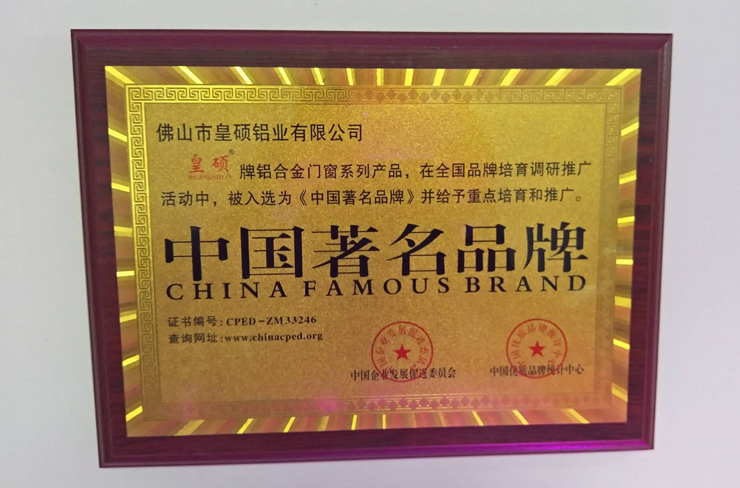 佛山市皇硕铝业有限公司
皇硕® 牌铝合金门窗系列产品，在全国品牌培育调研推广
活动中，被入选为《中国著名品牌》并给予重点培育和推广。
中国著名品牌
CHINA FAMOUS BRAND
证书编号：CPED-ZM33246
查询网址：www.chinacped.org
中国企业发展促进委员会
中国优质品牌统计中心